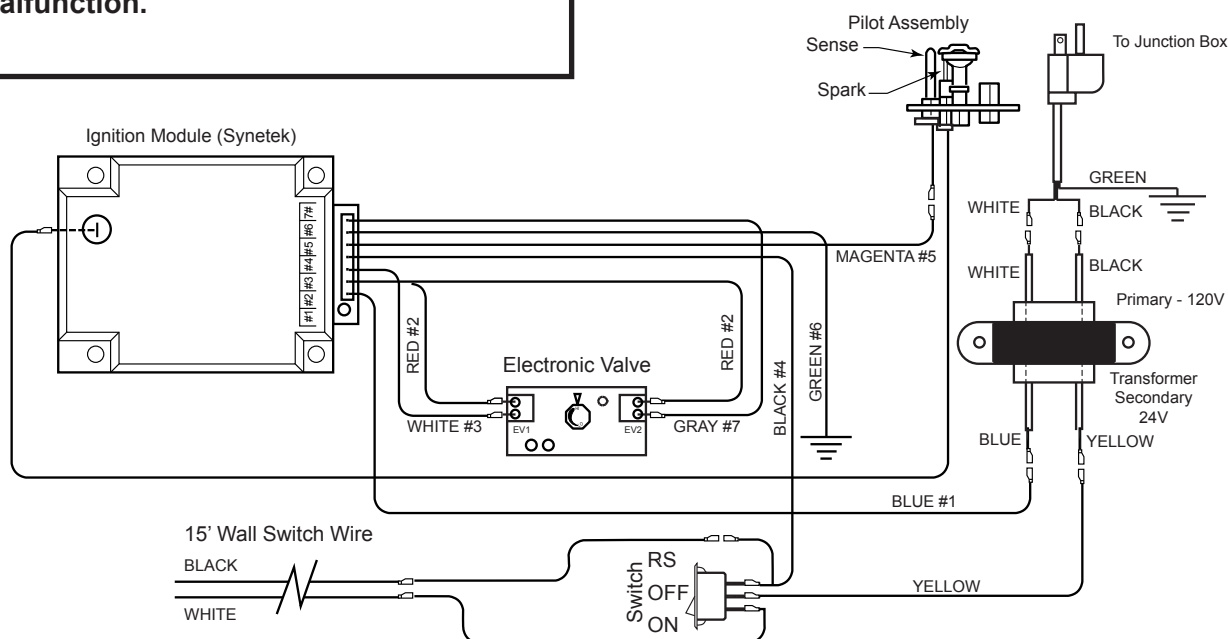 alfunction.
Pilot Assembly
Sense
Spark
To Junction Box
Ignition Module (Synetek)
#1 #2 #3 #4 #5 #6 7#
GREEN
WHITE
BLACK
WHITE
BLACK
MAGENTA #5
Primary - 120V
RED #2
RED #2
BLACK #4
GREEN #6
Electronic Valve
EV1
EV2
WHITE #3
GRAY #7
Transformer
Secondary
24V
BLUE
YELLOW
BLUE #1
15' Wall Switch Wire
BLACK
WHITE
Switch
RS
OFF
ON
YELLOW